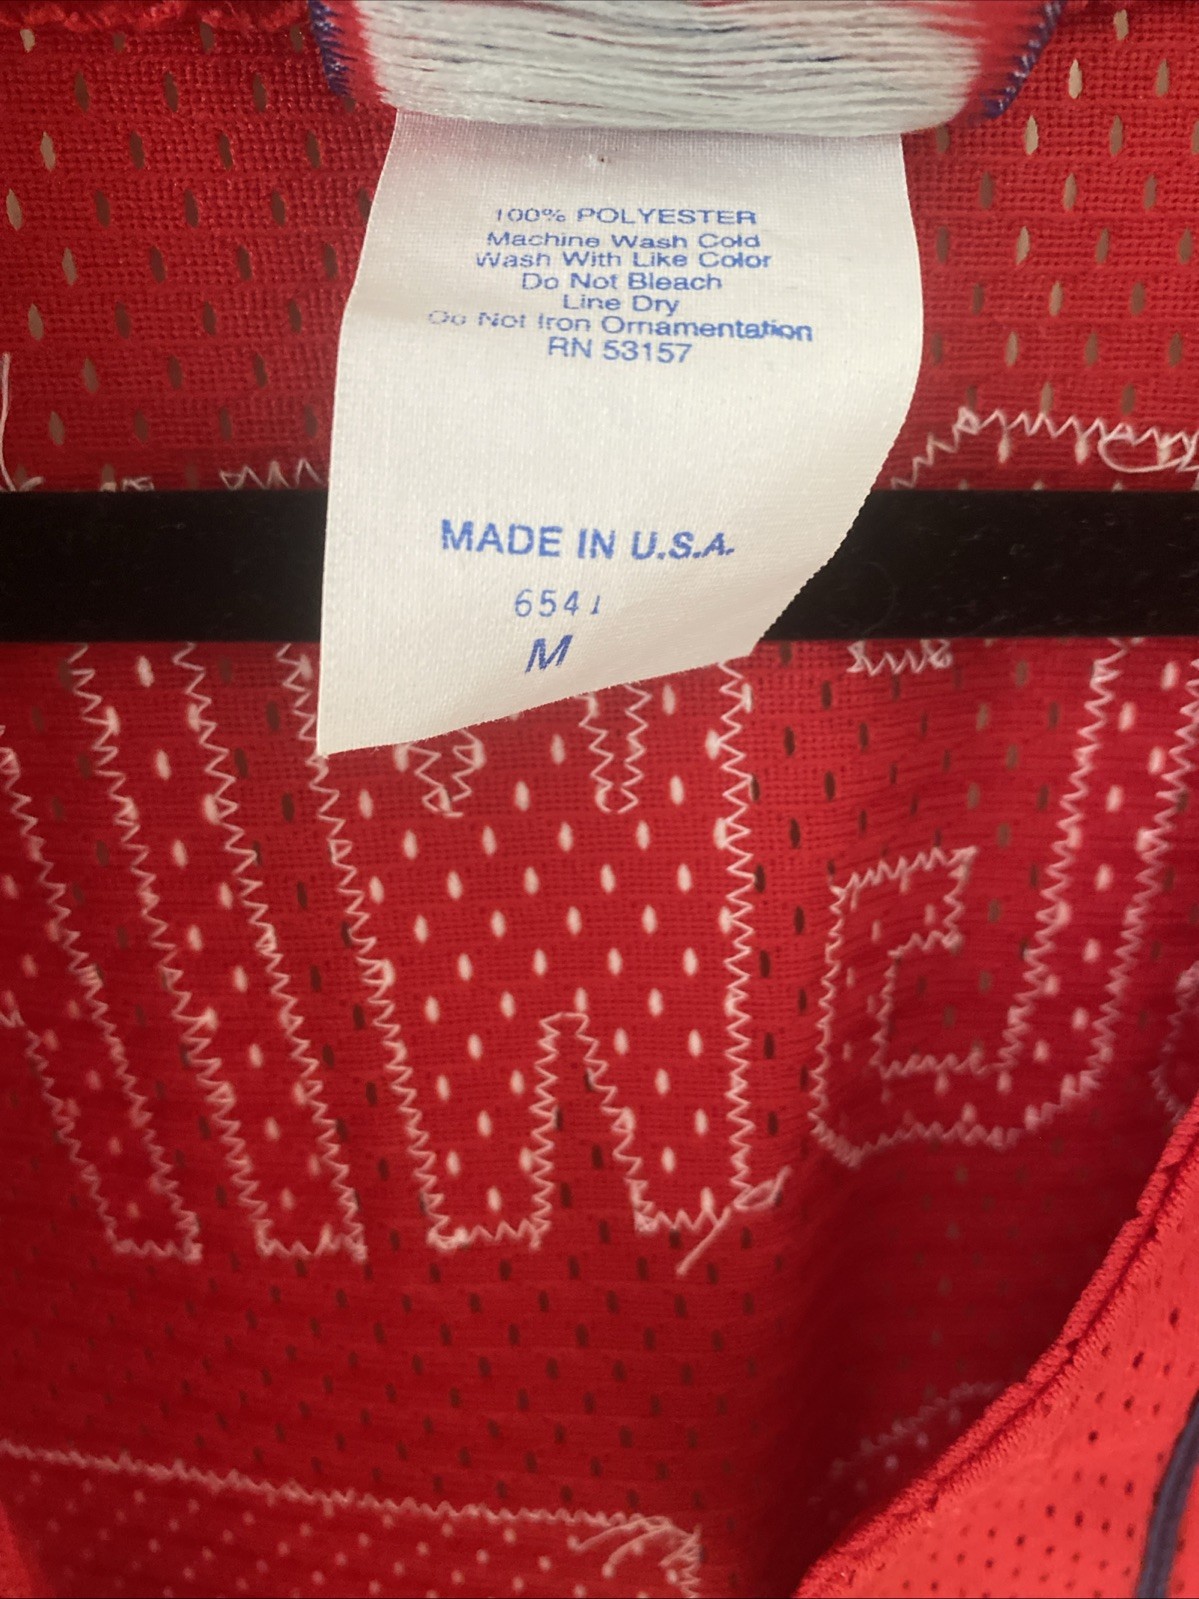 100% POLYESTER
Machine Wash Cold
Wash With Like Color
Do Not Bleach
Line Dry
Do Not Iron Ornamentation
RN 53157
MADE IN U.S.A.
6541
M